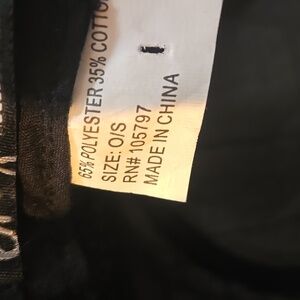 65% POLYESTER 35% COTTO
SIZE: O/S
RN# 105797
MADE IN CHINA